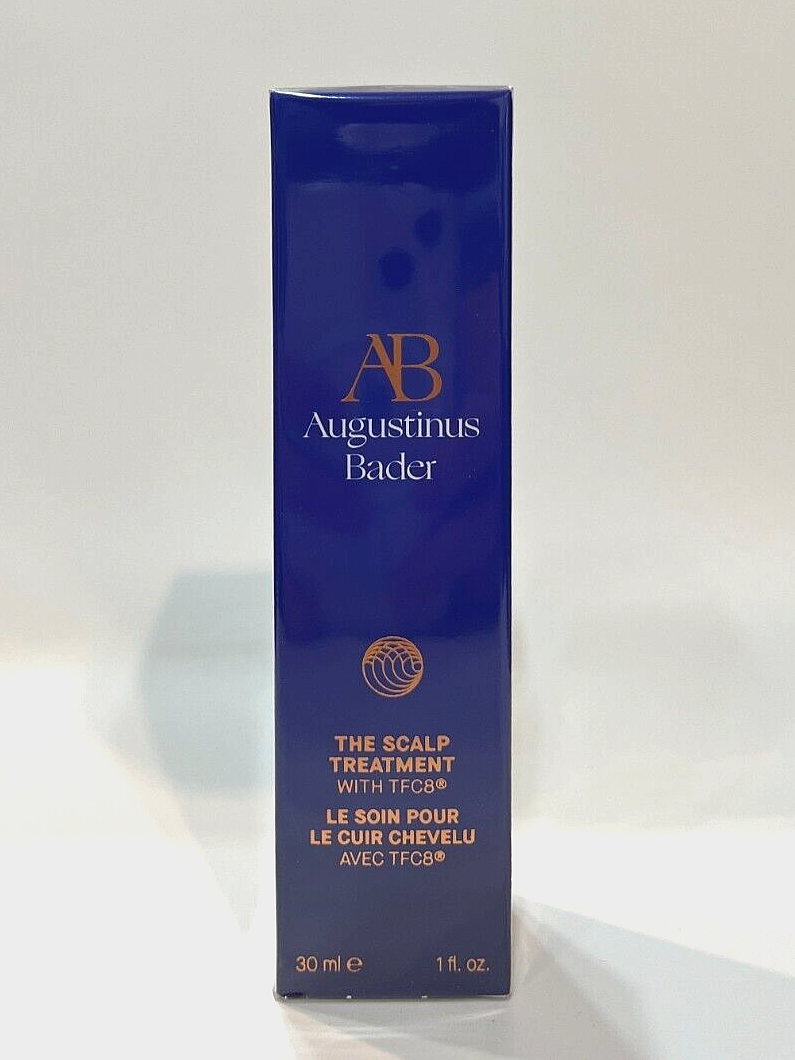 AB
Augustinus
Bader
THE SCALP
TREATMENT
WITH TFC8®
LE SOIN POUR
LE CUIR CHEVELU
AVEC TFC8®
30 ml ℮ 1 fl. oz.